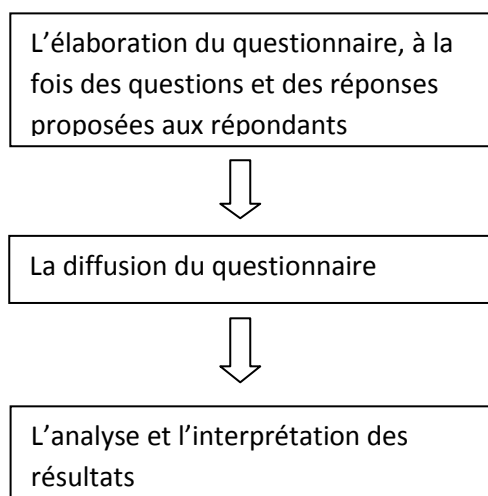 L’élaboration du questionnaire, à la
fois des questions et des réponses
proposées aux répondants
La diffusion du questionnaire
L’analyse et l’interprétation des
résultats